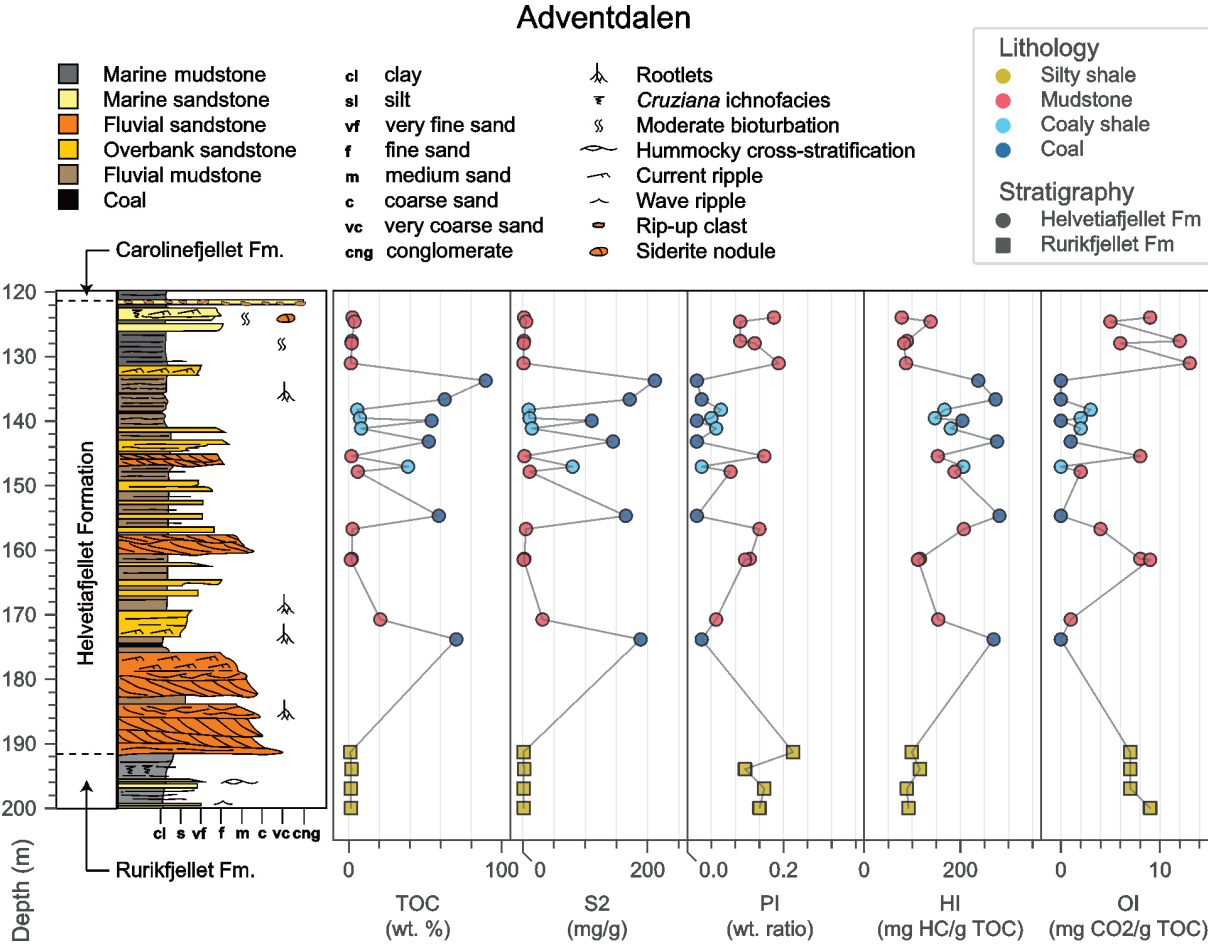 Adventdalen
Marine mudstone
Marine sandstone
Fluvial sandstone
Overbank sandstone
Fluvial mudstone
Coal
cl clay
sl silt
vf very fine sand
f fine sand
m medium sand
c coarse sand
vc very coarse sand
cng conglomerate
Rootlets
Cruziana ichnofacies
Moderate bioturbation
Hummocky cross-stratification
Current ripple
Wave ripple
Rip-up clast
Siderite nodule
Lithology
Silty shale
Mudstone
Coaly shale
Coal
Stratigraphy
Helvetiafjellet Fm
Rurikfjellet Fm
Carolinefjellet Fm.
120
130
140
150
160
170
180
190
200
Depth (m)
Helvetiafjellet Formation
Rurikfjellet Fm.
cl s vf f m c vc cng
0 100
TOC
(wt. %)
0 200
S2
(mg/g)
0.0 0.2
PI
(wt. ratio)
0 200
HI
(mg HC/g TOC)
0 10
OI
(mg CO2/g TOC)